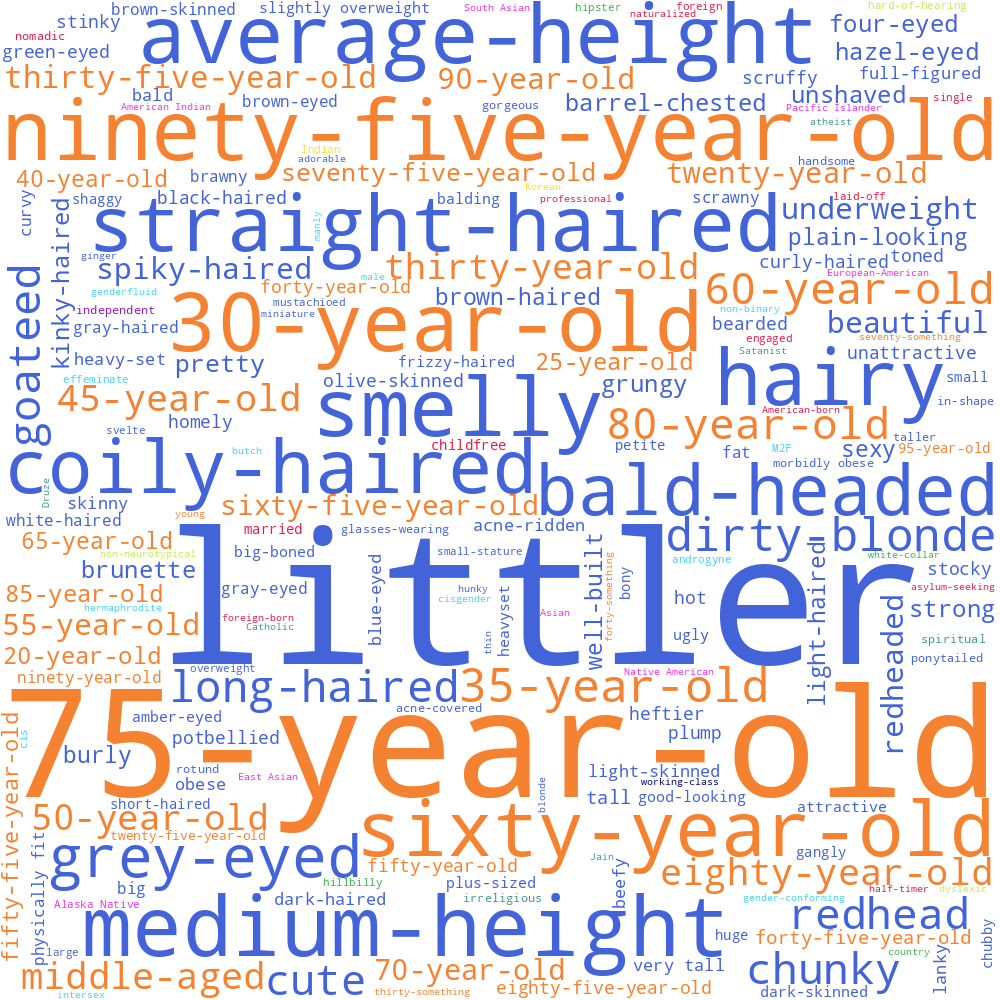 brown-skinned
slightly overweight
South Asian
hipster
foreign
naturalized
hard-of-hearing
stinky
average-height
four-eyed
nomadic
green-eyed
hazel-eyed
thirty-five-year-old
90-year-old
scruffy
full-figured
bald
brown-eyed
gorgeous
barrel-chested
unshaved
single
American Indian
Pacific Islander
atheist
ninety-five-year-old
Indian
adorable
handsome
40-year-old
brawny
seventy-five-year-old
twenty-year-old
Korean
curvy
shaggy
black-haired
balding
professional
scrawny
laid-off
kinky-haired
manly
straight-haired
underweight
plain-looking
ginger
spiky-haired
male
thirty-year-old
curly-haired
toned
European-American
goateed
genderfluid
forty-year-old
brown-haired
60-year-old
independent
mustachioed
miniature
30-year-old
non-binary
gray-haired
bearded
beautiful
engaged
seventy-something
heavy-set
pretty
frizzy-haired
25-year-old
Satanist
unattractive
effeminate
olive-skinned
grungy
hairy
small
45-year-old
smelly
in-shape
homely
80-year-old
American-born
svelte
butch
childfree
petite
fat
M2F
sexy
taller
95-year-old
coily-haired
morbidly obese
Druze
skinny
sixty-five-year-old
bald-headed
white-haired
young
married
glasses-wearing
acne-ridden
dirty-blonde
65-year-old
non-neurotypical
big-boned
small-stature
well-built
forty-something
androgyne
light-haired
white-collar
brunette
blue-eyed
bony
stocky
85-year-old
gray-eyed
hunky
cisgender
heavyset
hot
asylum-seeking
hermaphrodite
foreign-born
Catholic
littler
Asian
redheaded
strong
55-year-old
thin
ugly
spiritual
20-year-old
overweight
Native American
ponytailed
ninety-year-old
long-haired
35-year-old
fifty-five-year-old
cis
amber-eyed
acne-covered
heftier
75-year-old
burly
potbellied
plump
rotund
East Asian
light-skinned
obese
working-class
blonde
tall
good-looking
50-year-old
short-haired
attractive
twenty-five-year-old
sixty-year-old
physically fit
grey-eyed
fifty-year-old
Jain
gangly
eighty-year-old
big
hillbilly
plus-sized
beefy
half-timer
dyslexic
Alaska Native
dark-haired
irreligious
gender-conforming
medium-height
redhead
large
huge
forty-five-year-old
chubby
country
middle-aged
cute
70-year-old
very tall
chunky
lanky
intersex
thirty-something
eighty-five-year-old
dark-skinned